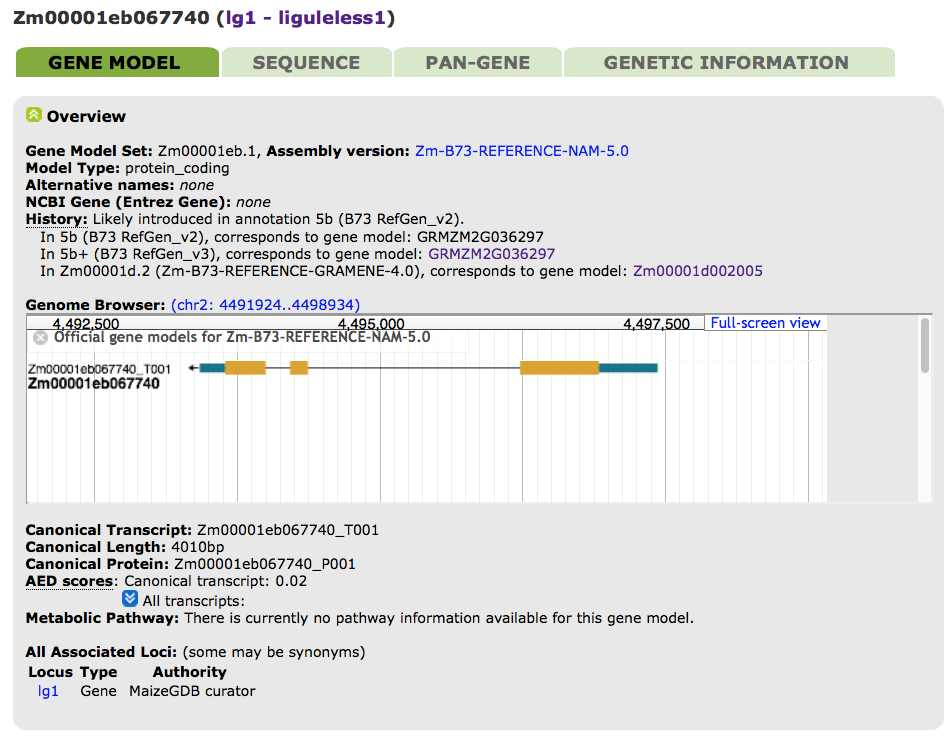 Zm00001eb067740 (lg1 - liguleless1)
GENE MODEL SEQUENCE PAN-GENE GENETIC INFORMATION
Overview
Gene Model Set: Zm00001eb.1, Assembly version: Zm-B73-REFERENCE-NAM-5.0
Model Type: protein_coding
Alternative names: none
NCBI Gene (Entrez Gene): none
History: Likely introduced in annotation 5b (B73 RefGen_v2).
In 5b (B73 RefGen_v2), corresponds to gene model: GRMZM2G036297
In 5b+ (B73 RefGen_v3), corresponds to gene model: GRMZM2G036297
In Zm00001d.2 (Zm-B73-REFERENCE-GRAMENE-4.0), corresponds to gene model: Zm00001d002005
Genome Browser: (chr2: 4491924..4498934)
4,492,500 4,495,000 4,497,500 Full-screen view
Official gene models for Zm-B73-REFERENCE-NAM-5.0
Zm00001eb067740_T001
Zm00001eb067740
Canonical Transcript: Zm00001eb067740_T001
Canonical Length: 4010bp
Canonical Protein: Zm00001eb067740_P001
AED scores: Canonical transcript: 0.02
All transcripts:
Metabolic Pathway: There is currently no pathway information available for this gene model.
All Associated Loci: (some may be synonyms)
Locus Type Authority
lg1 Gene MaizeGDB curator